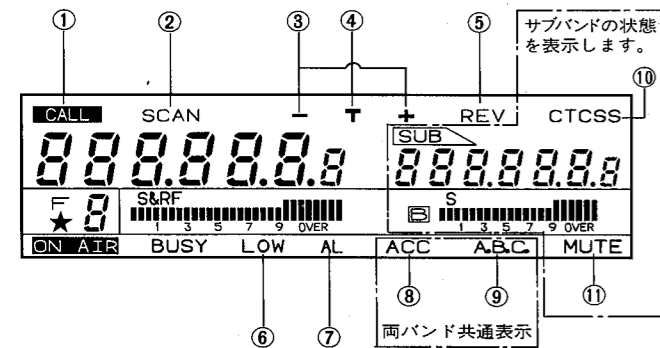 ① ② ③ ④ ⑤ サブバンドの状態
を表示します。
⑩
CALL SCAN − T + REV CTCSS
SUB
888.888.8 888.888.8
F S&RF B S
★ 8 1 3 5 7 9 OVER 1 3 5 7 9 OVER
ON AIR BUSY LOW AL ACC A.B.C. MUTE
⑧ ⑨ ⑪
⑥ ⑦ 両バンド共通表示